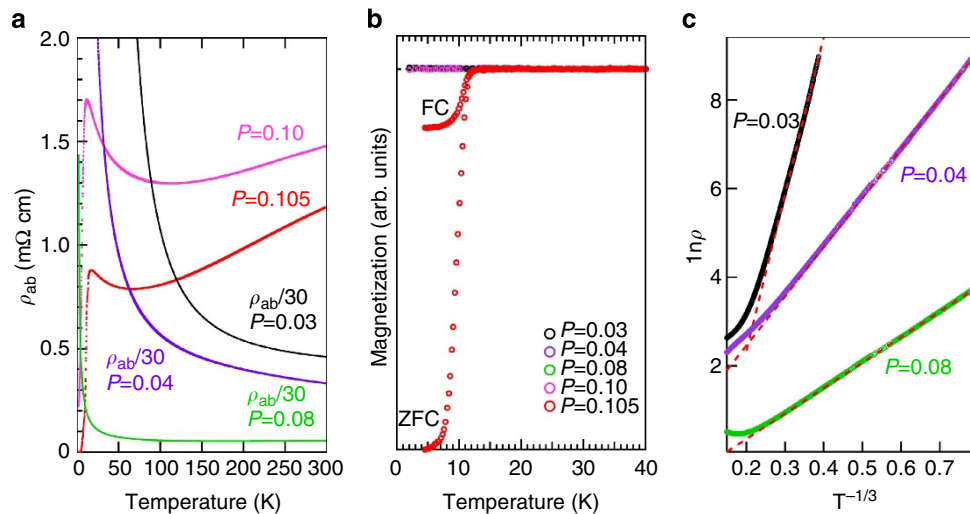 a
2.0
1.5
1.0
0.5
0
ρab (mΩ cm)
P=0.10
P=0.105
ρab/30
P=0.03
ρab/30
P=0.04
ρab/30
P=0.08
0 50 100 150 200 250 300
Temperature (K)
b
Magnetization (arb. units)
FC
ZFC
P=0.03
P=0.04
P=0.08
P=0.10
P=0.105
0 10 20 30 40
Temperature (K)
c
8
6
4
2
1nρ
P=0.03
P=0.04
P=0.08
0.2 0.3 0.4 0.5 0.6 0.7
T−1/3